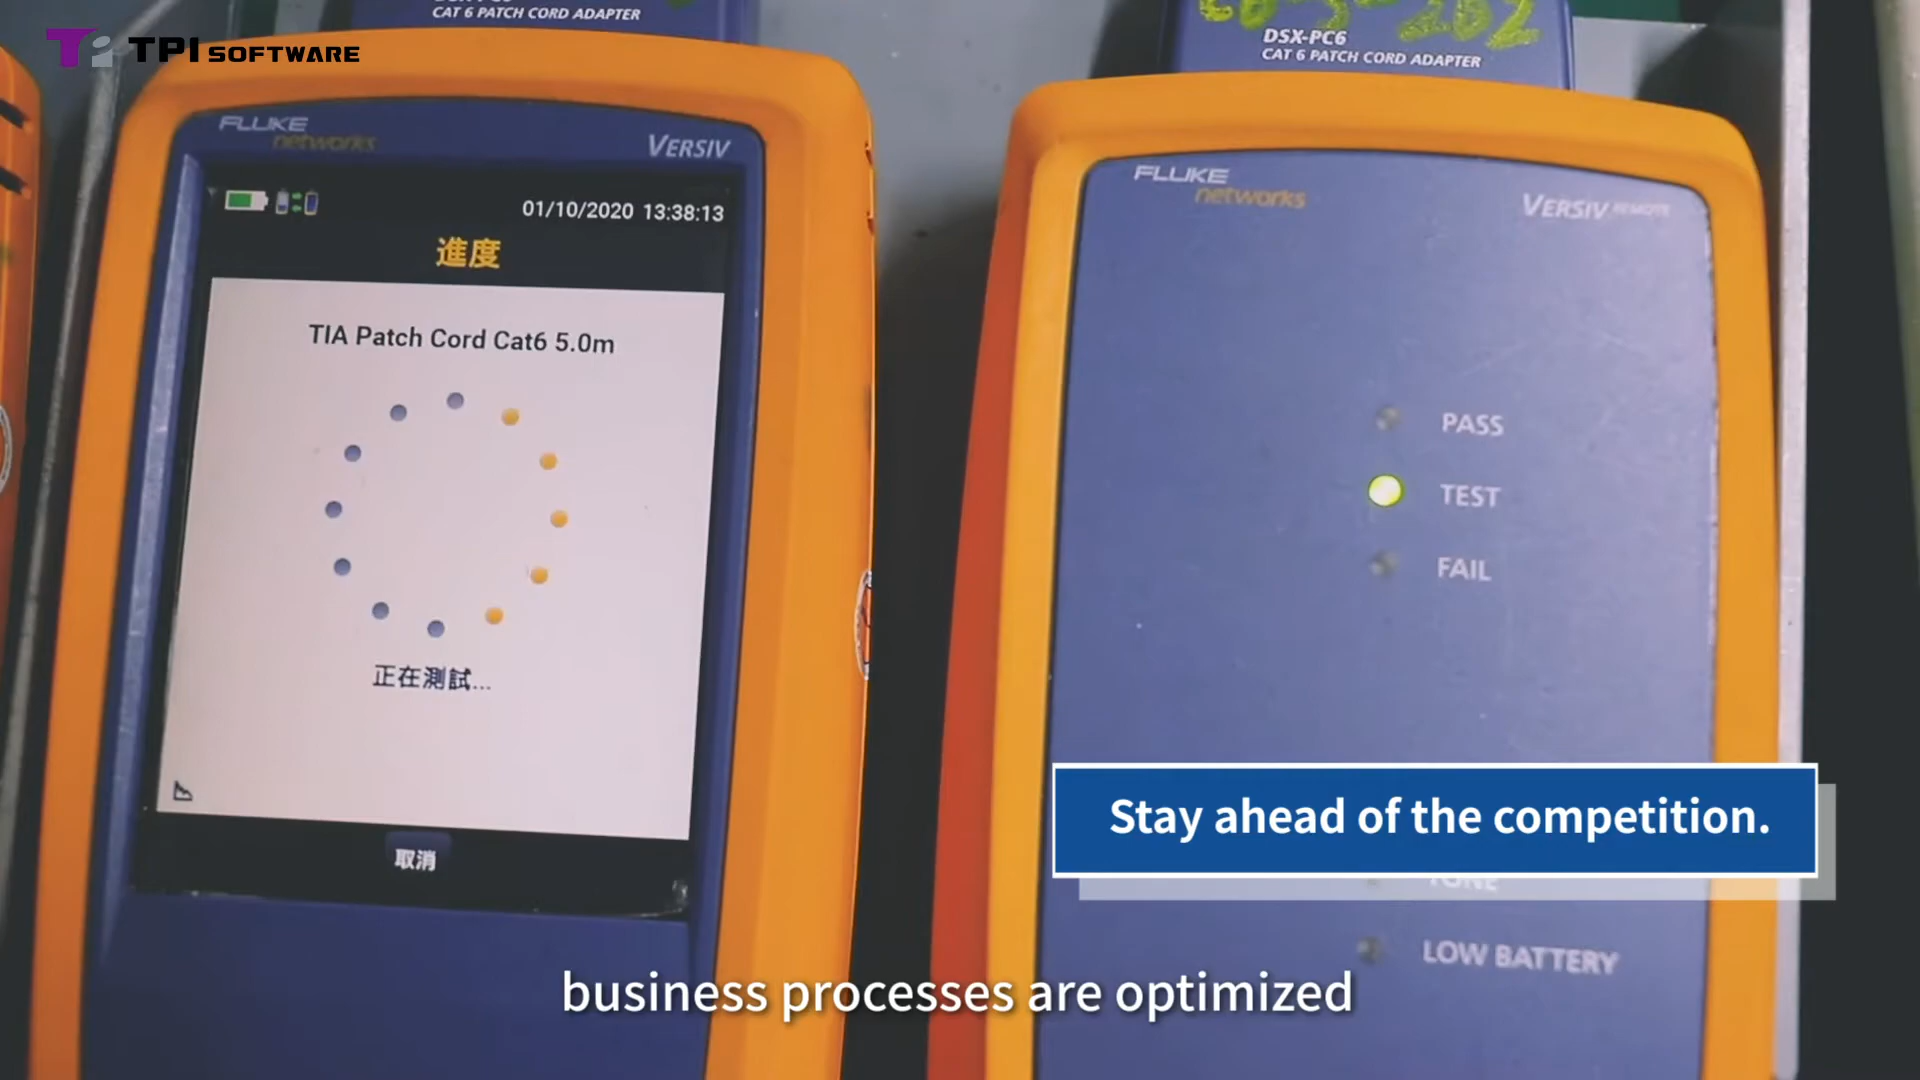 TPI SOFTWARE
CAT 6 PATCH CORD ADAPTER
DSX-PC6
CAT 6 PATCH CORD ADAPTER
FLUKE
networks
VERSIV
01/10/2020 13:38:13
進度
TIA Patch Cord Cat6 5.0m
正在測試...
取消
FLUKE
networks
VERSIV REMOTE
PASS
TEST
FAIL
Stay ahead of the competition.
TONE
LOW BATTERY
business processes are optimized